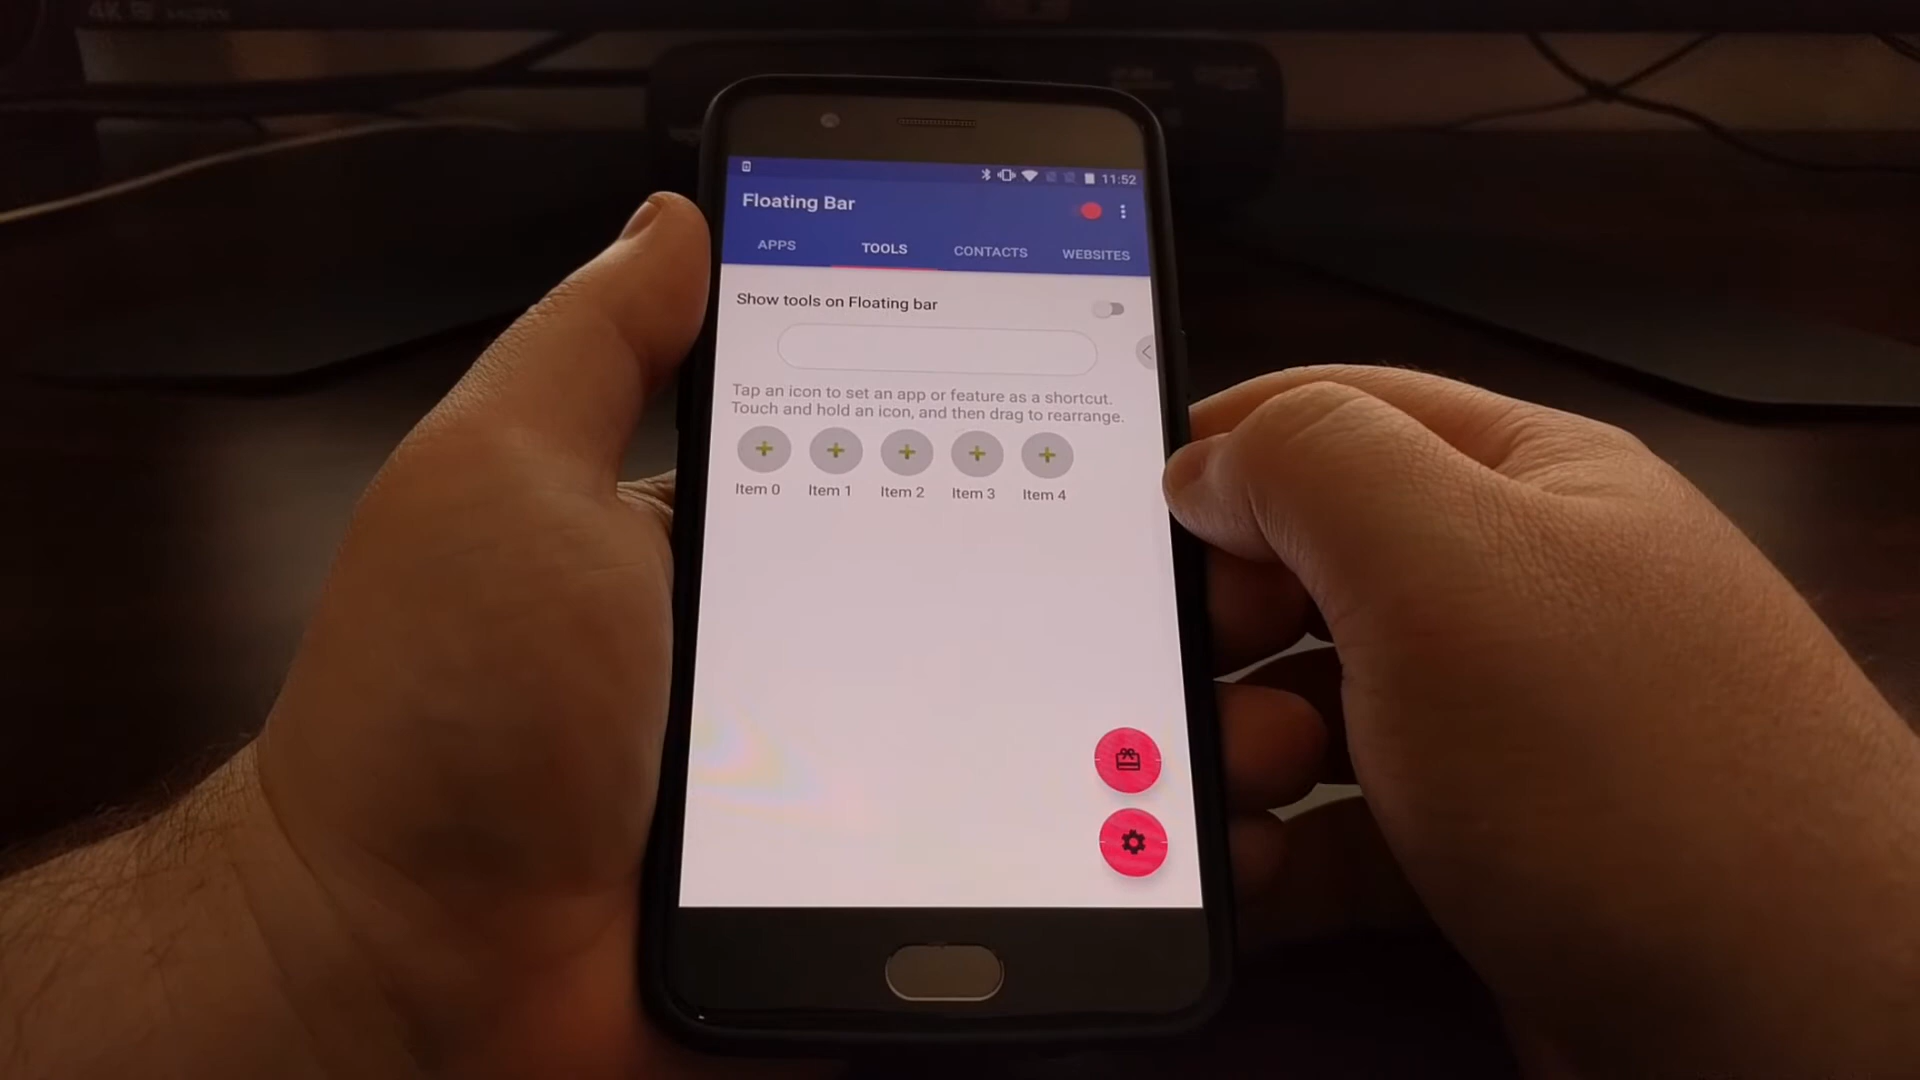 4K
11:52
Floating Bar
APPS TOOLS CONTACTS WEBSITES
Show tools on Floating bar
Tap an icon to set an app or feature as a shortcut.
Touch and hold an icon, and then drag to rearrange.
Item 0 Item 1 Item 2 Item 3 Item 4